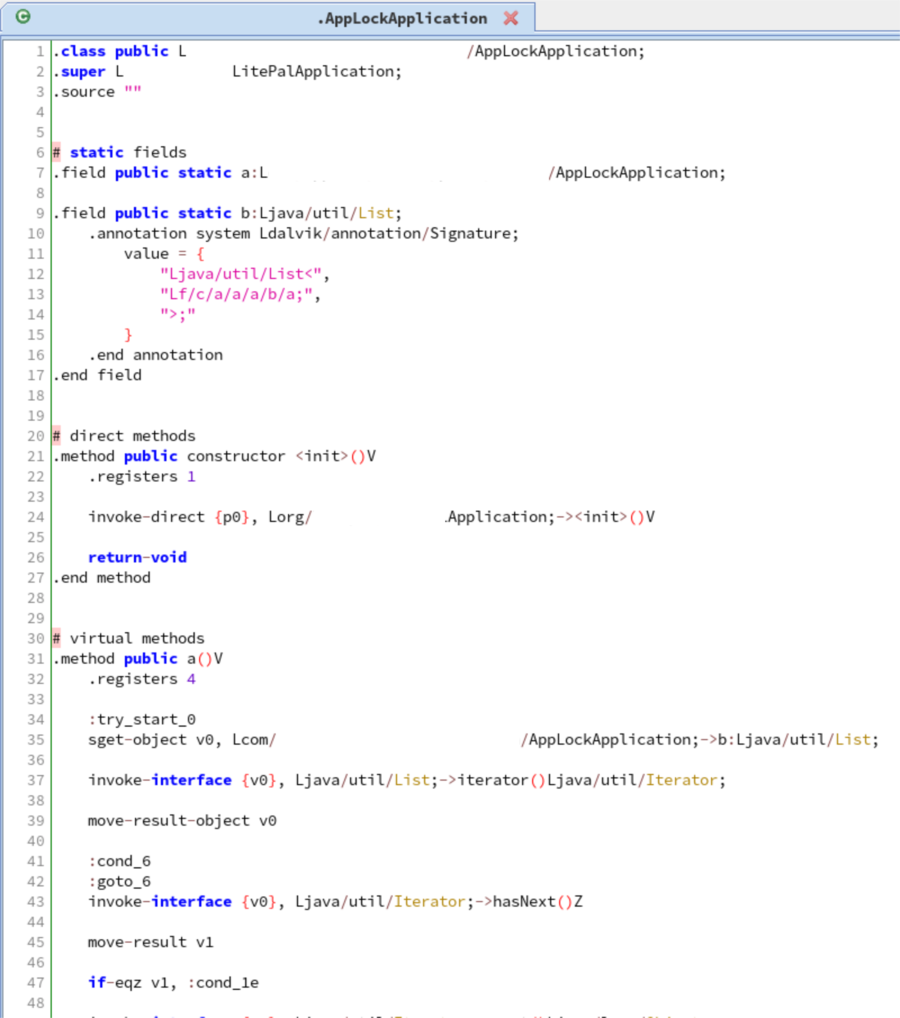 .AppLockApplication
1 .class public L /AppLockApplication;
2 .super L LitePalApplication;
3 .source ""
4
5
6 # static fields
7 .field public static a:L /AppLockApplication;
8
9 .field public static b:Ljava/util/List;
10 .annotation system Ldalvik/annotation/Signature;
11 value = {
12 "Ljava/util/List<",
13 "Lf/c/a/a/a/b/a;",
14 ">;"
15 }
16 .end annotation
17 .end field
18
19
20 # direct methods
21 .method public constructor <init>()V
22 .registers 1
23
24 invoke-direct {p0}, Lorg/ .Application;-><init>()V
25
26 return-void
27 .end method
28
29
30 # virtual methods
31 .method public a()V
32 .registers 4
33
34 :try_start_0
35 sget-object v0, Lcom/ /AppLockApplication;->b:Ljava/util/List;
36
37 invoke-interface {v0}, Ljava/util/List;->iterator()Ljava/util/Iterator;
38
39 move-result-object v0
40
41 :cond_6
42 :goto_6
43 invoke-interface {v0}, Ljava/util/Iterator;->hasNext()Z
44
45 move-result v1
46
47 if-eqz v1, :cond_1e
48